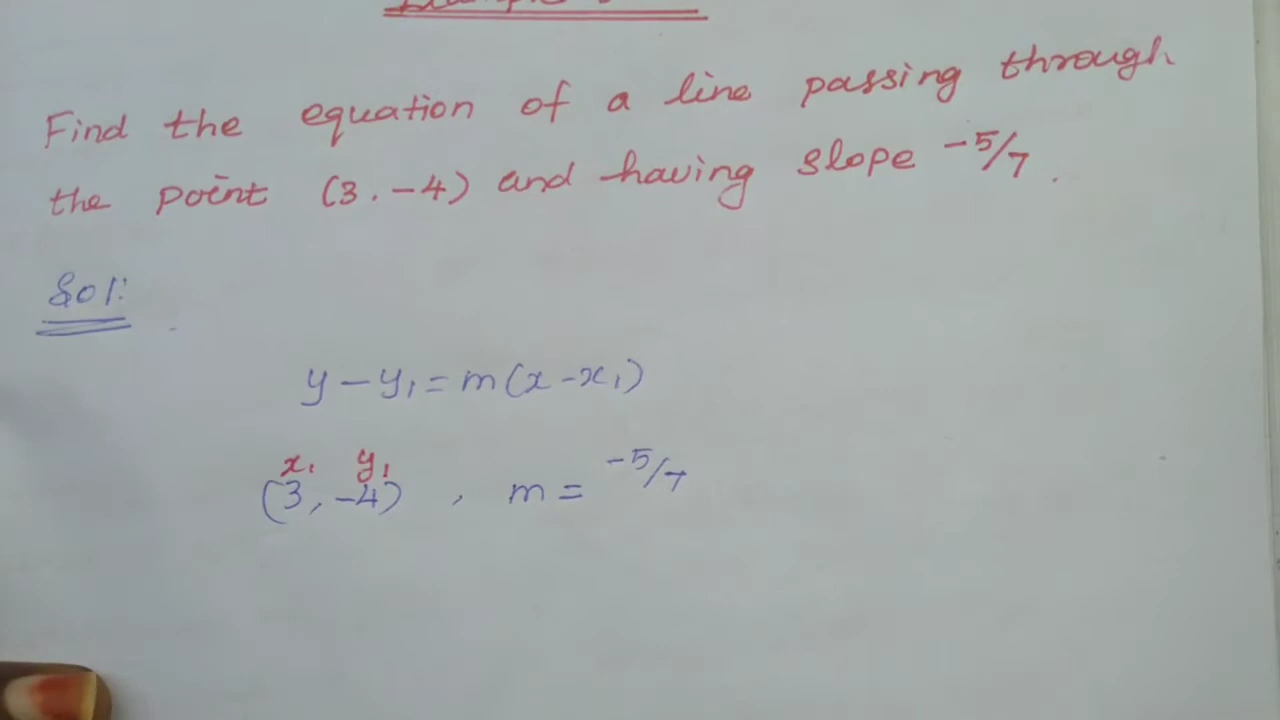 Find the equation of a line passing through
the point (3, -4) and having slope -5/7.
Sol:
y - y₁ = m(x - x₁)
x₁ y₁
(3, -4) , m = -5/7